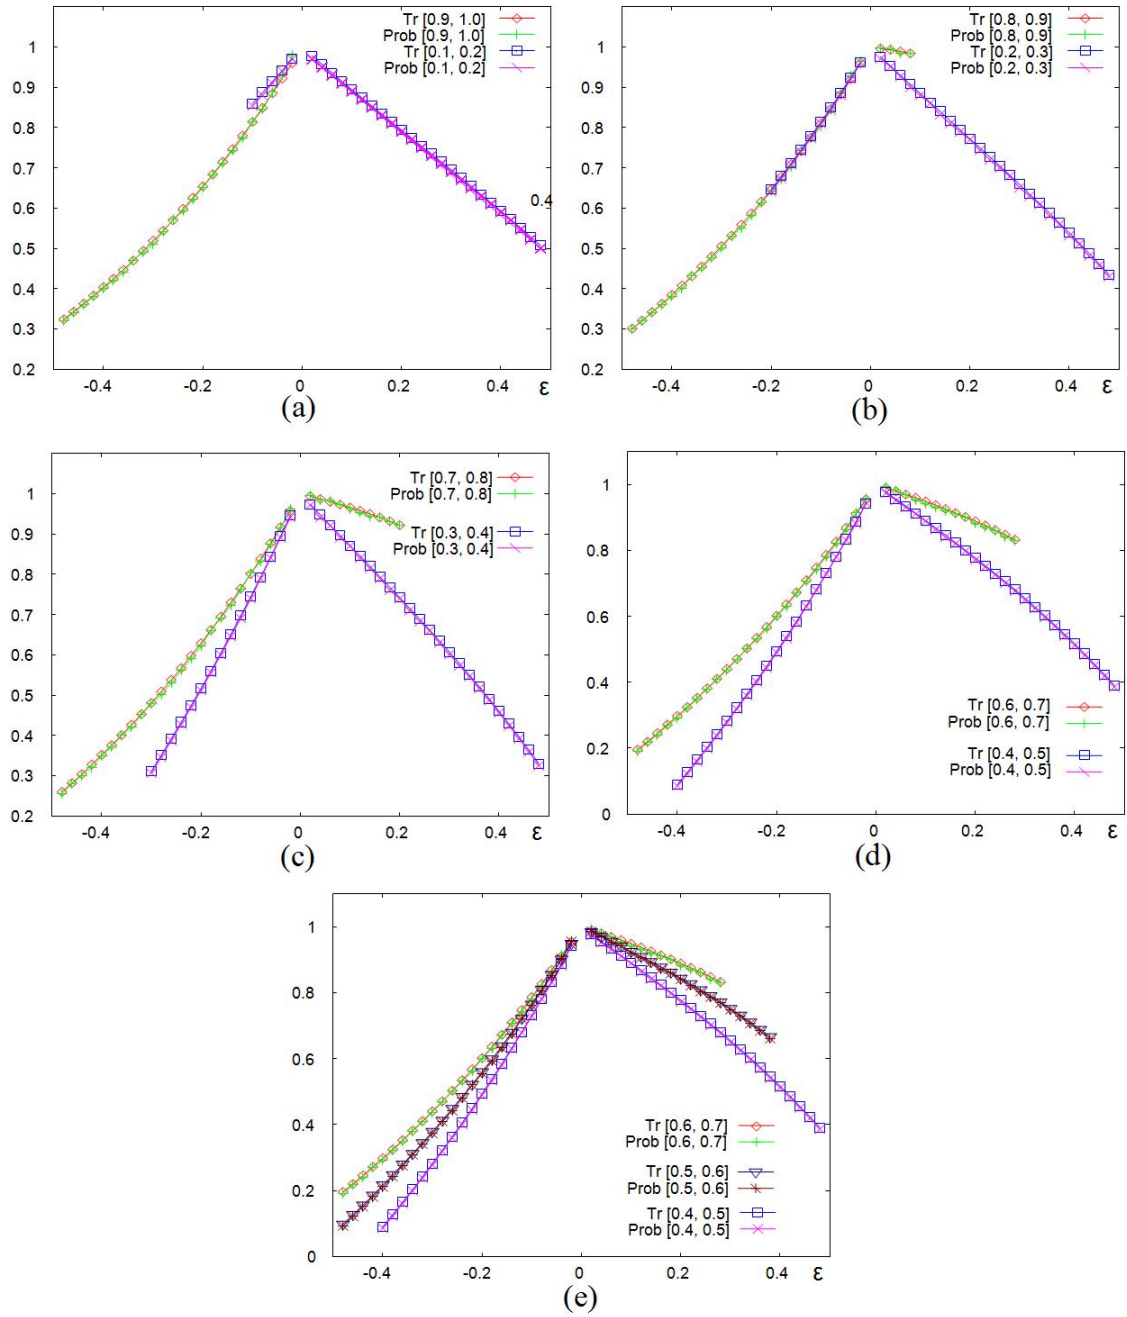 Tr [0.9, 1.0]
Prob [0.9, 1.0]
Tr [0.1, 0.2]
Prob [0.1, 0.2]
1
0.9
0.8
0.7
0.6
0.5
0.4
0.3
0.2
0.4
-0.4
-0.2
0
0.2
0.4
ε
(a)
Tr [0.8, 0.9]
Prob [0.8, 0.9]
Tr [0.2, 0.3]
Prob [0.2, 0.3]
1
0.9
0.8
0.7
0.6
0.5
0.4
0.3
0.2
-0.4
-0.2
0
0.2
0.4
ε
(b)
Tr [0.7, 0.8]
Prob [0.7, 0.8]
Tr [0.3, 0.4]
Prob [0.3, 0.4]
1
0.9
0.8
0.7
0.6
0.5
0.4
0.3
0.2
-0.4
-0.2
0
0.2
0.4
ε
(c)
1
0.8
0.6
0.4
0.2
0
Tr [0.6, 0.7]
Prob [0.6, 0.7]
Tr [0.4, 0.5]
Prob [0.4, 0.5]
-0.4
-0.2
0
0.2
0.4
ε
(d)
1
0.8
0.6
0.4
0.2
0
Tr [0.6, 0.7]
Prob [0.6, 0.7]
Tr [0.5, 0.6]
Prob [0.5, 0.6]
Tr [0.4, 0.5]
Prob [0.4, 0.5]
-0.4
-0.2
0
0.2
0.4
ε
(e)